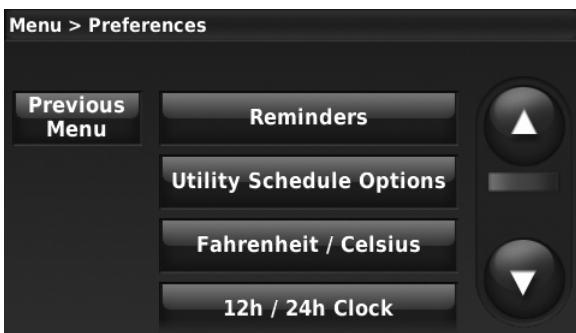 Menu > Preferences
Previous
Menu
Reminders
Utility Schedule Options
Fahrenheit / Celsius
12h / 24h Clock